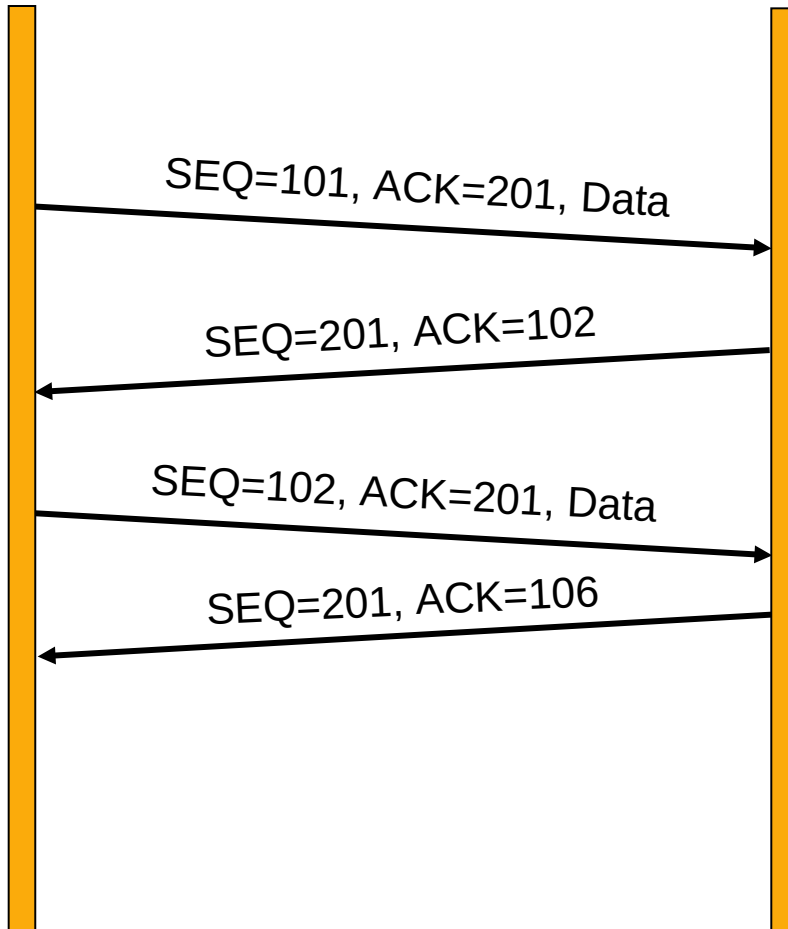 SEQ=101, ACK=201, Data
SEQ=201, ACK=102
SEQ=102, ACK=201, Data
SEQ=201, ACK=106